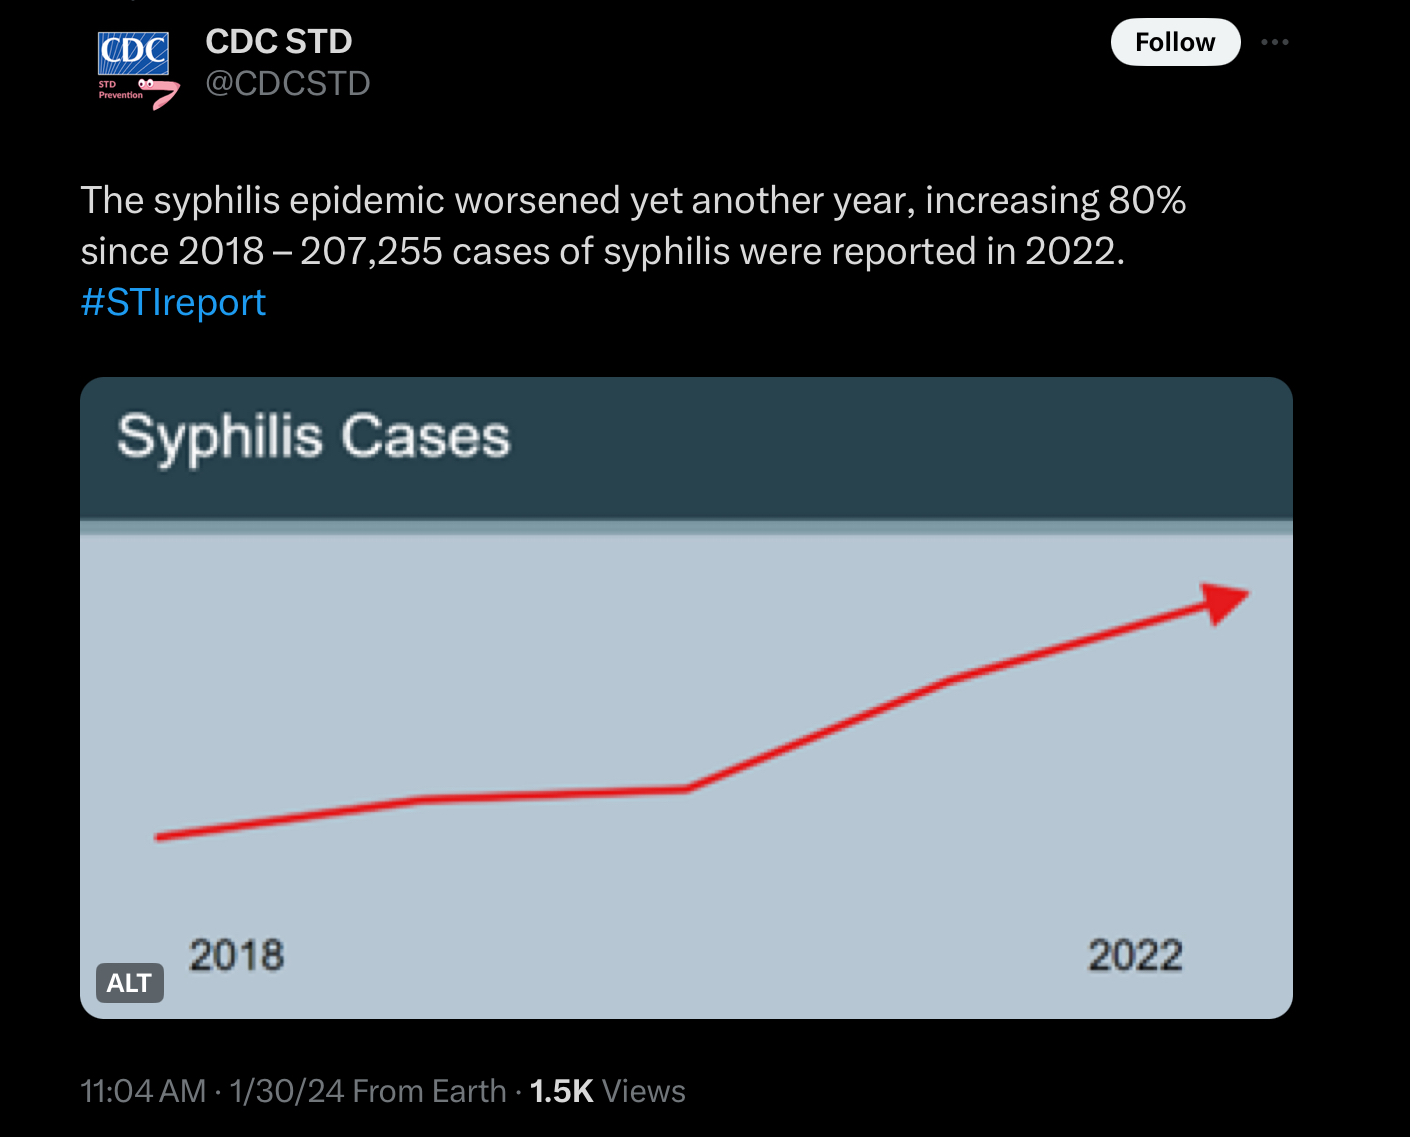 CDC
STD
Prevention
CDC STD
@CDCSTD
Follow
The syphilis epidemic worsened yet another year, increasing 80%
since 2018 – 207,255 cases of syphilis were reported in 2022.
#STIreport
Syphilis Cases
2018
2022
ALT
11:04 AM · 1/30/24 From Earth · 1.5K Views